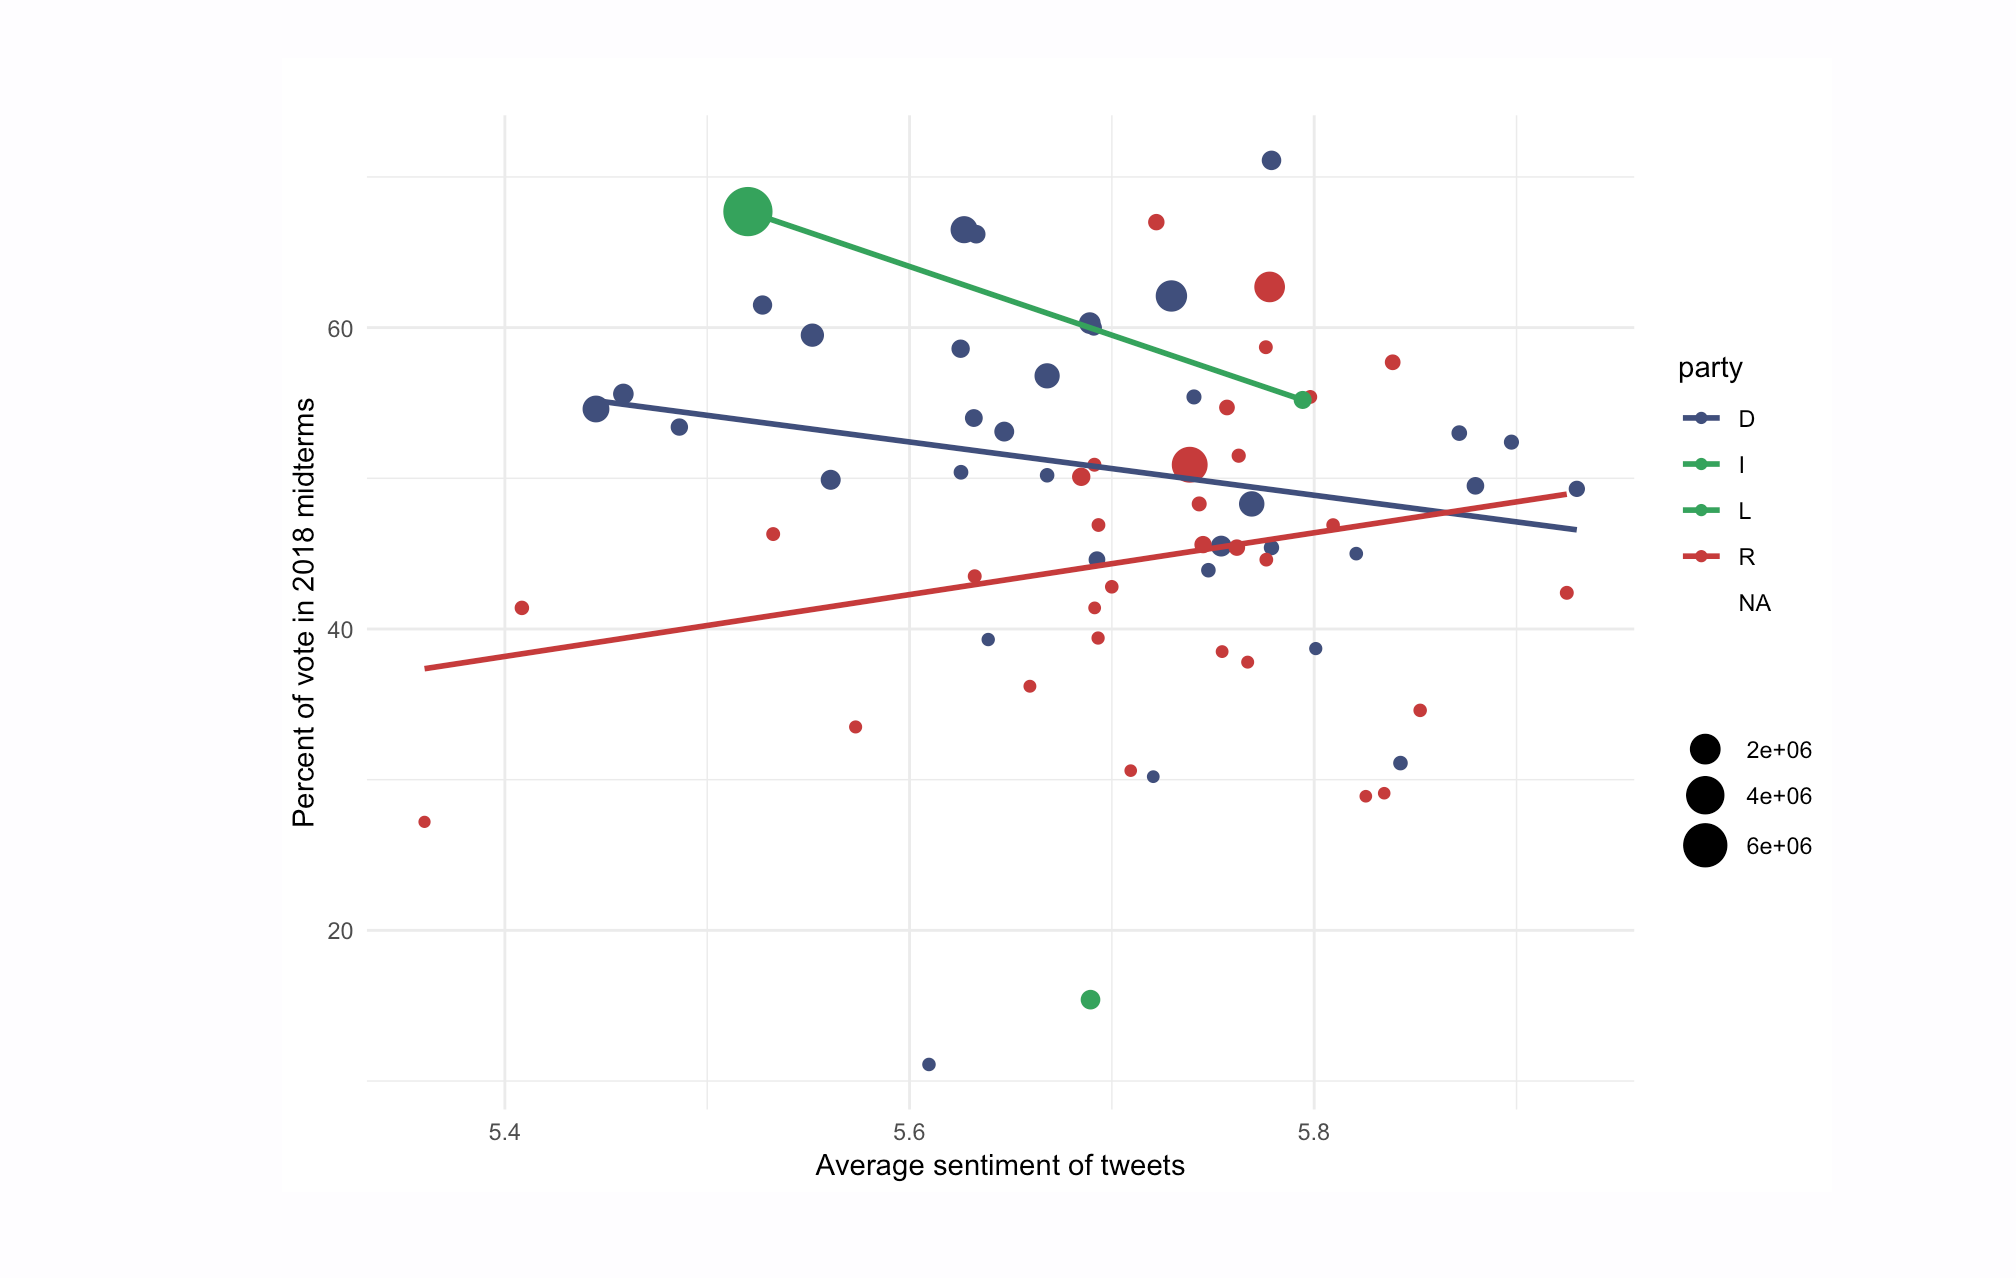 Percent of vote in 2018 midterms
60
40
20
5.4
5.6
5.8
Average sentiment of tweets
party
D
I
L
R
NA
2e+06
4e+06
6e+06